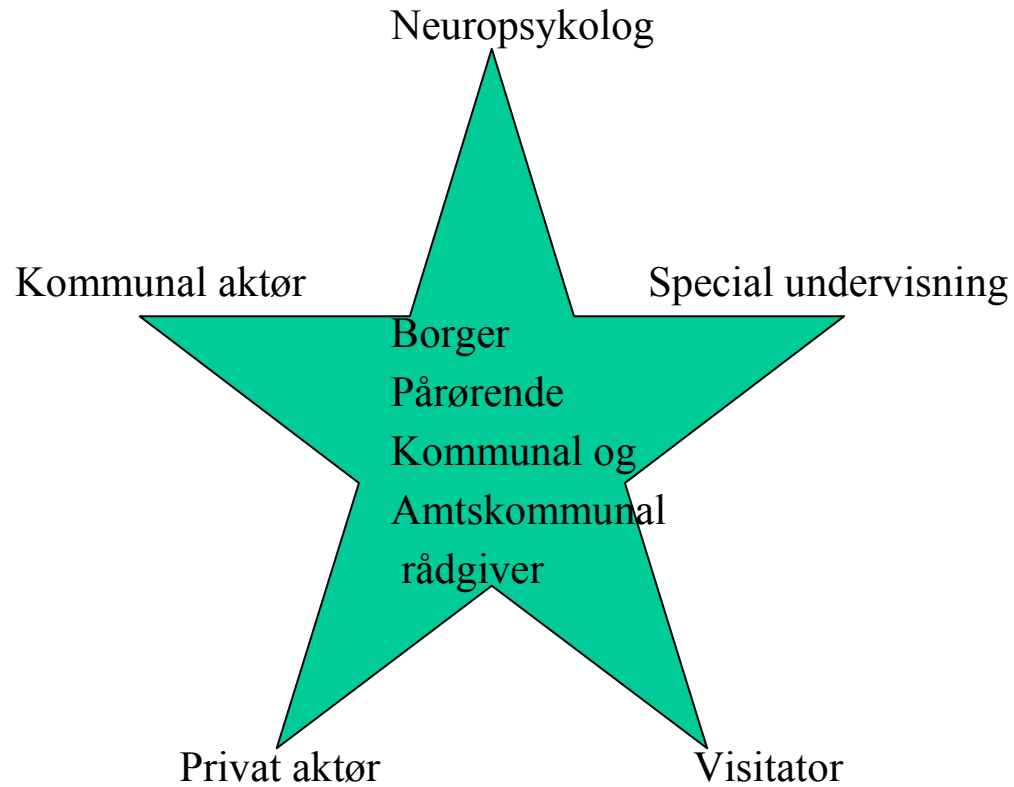 Neuropsykolog
Kommunal aktør
Special undervisning
Borger
Pårørende
Kommunal og
Amtskommunal
rådgiver
Privat aktør
Visitator